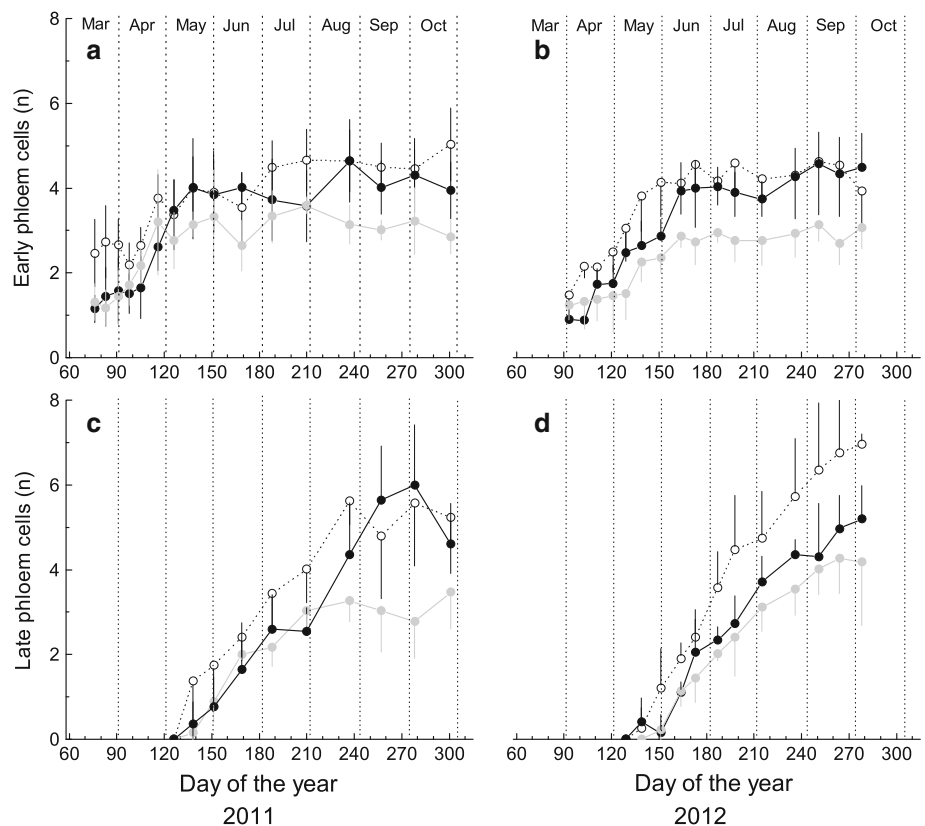 Mar Apr May Jun Jul Aug Sep Oct
a
Early phloem cells (n)
8
6
4
2
0
60 90 120 150 180 210 240 270 300
Mar Apr May Jun Jul Aug Sep Oct
b
60 90 120 150 180 210 240 270 300
c
Late phloem cells (n)
8
6
4
2
0
60 90 120 150 180 210 240 270 300
Day of the year
2011
d
60 90 120 150 180 210 240 270 300
Day of the year
2012